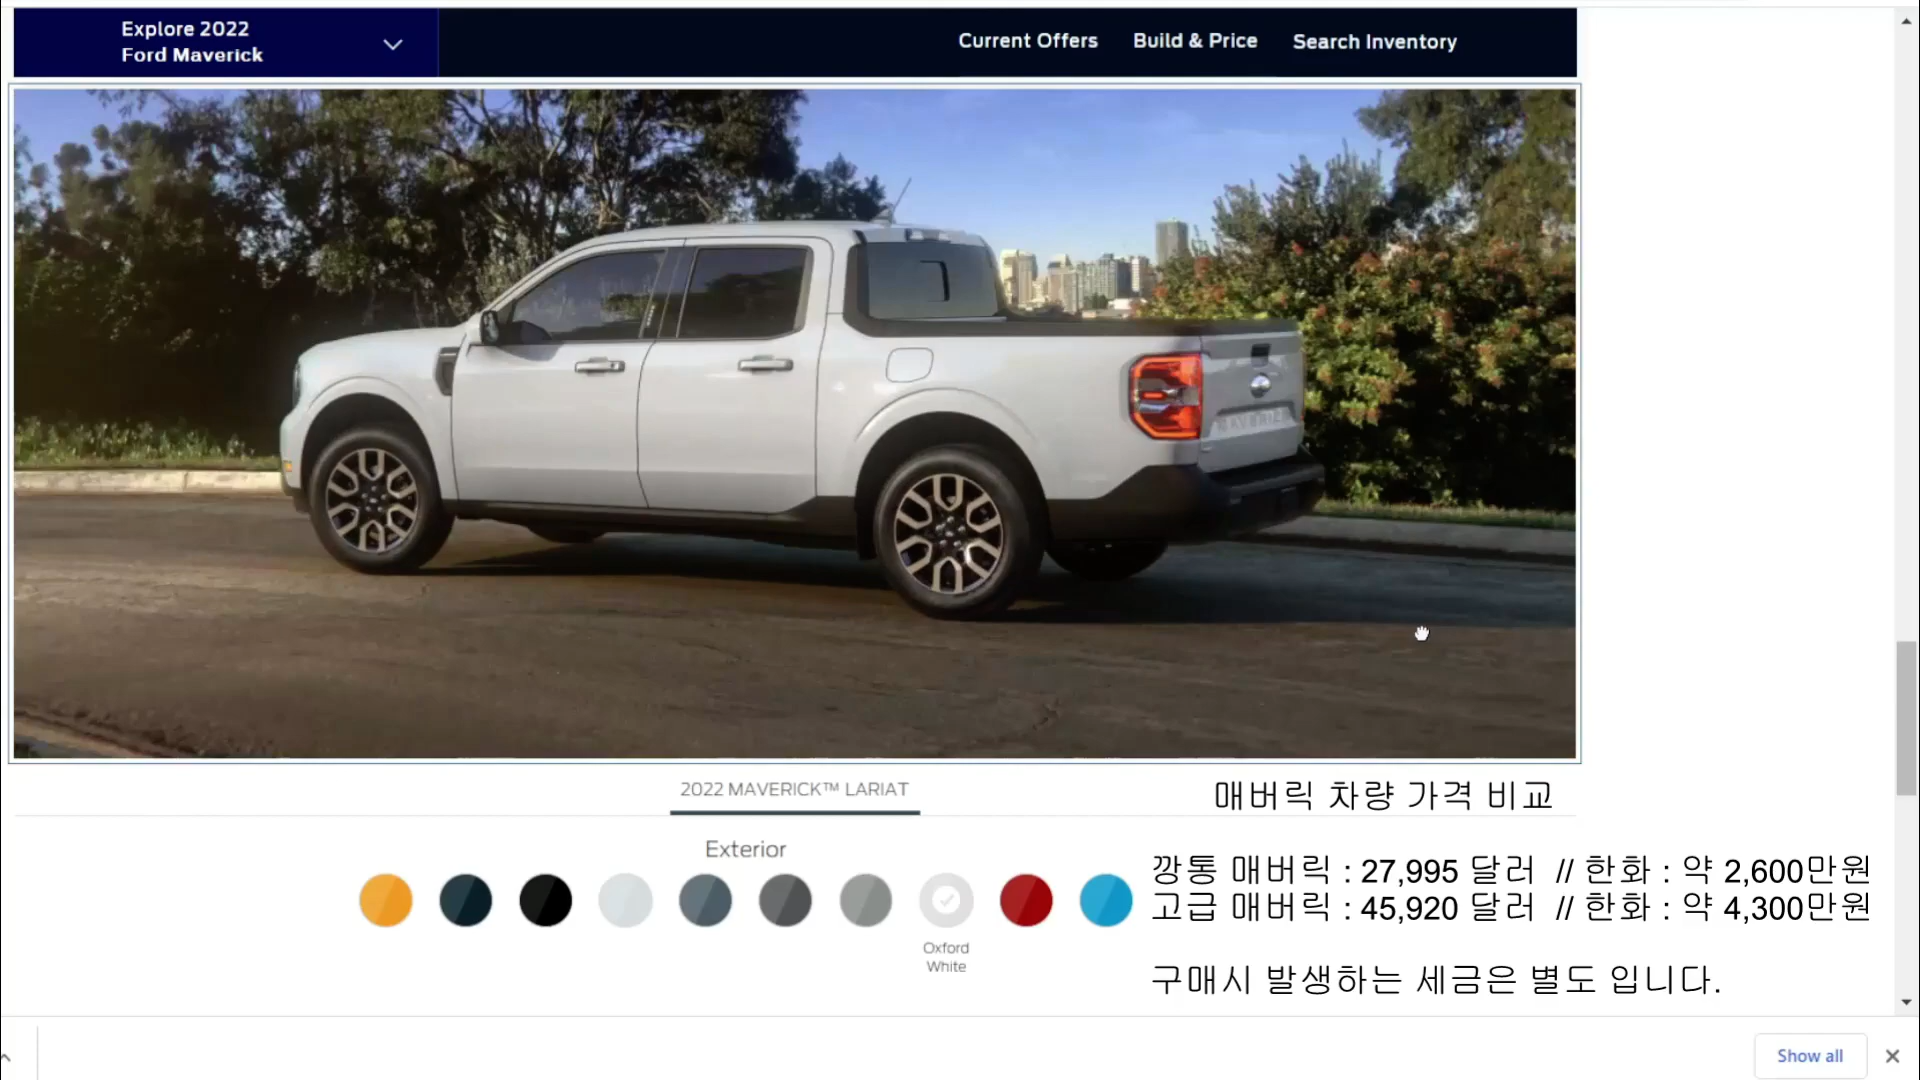 Explore 2022
Ford Maverick
Current Offers
Build & Price
Search Inventory
MAVERICK
2022 MAVERICK™ LARIAT
매버릭 차량 가격 비교
Exterior
깡통 매버릭 : 27,995 달러 // 한화 : 약 2,600만원
고급 매버릭 : 45,920 달러 // 한화 : 약 4,300만원
Oxford
White
구매시 발생하는 세금은 별도 입니다.
Show all